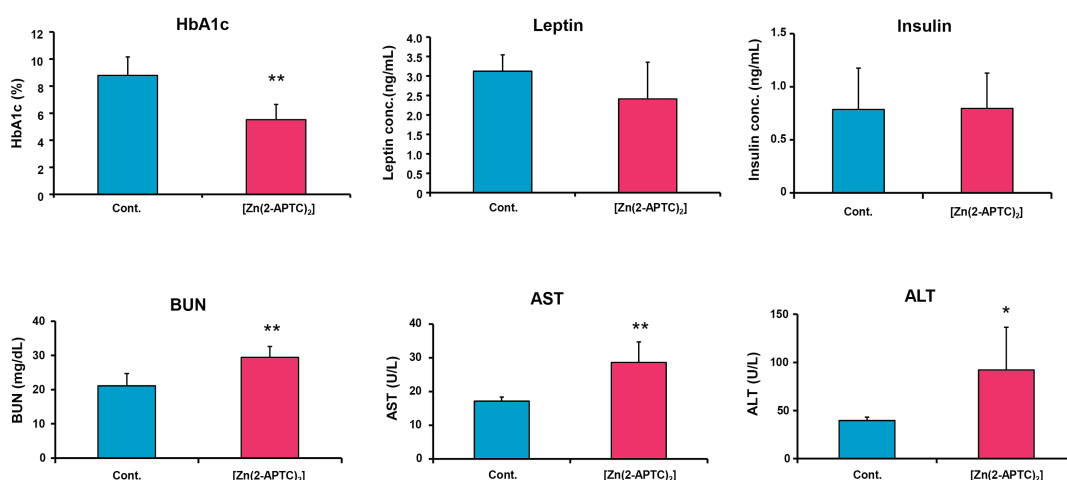 HbA1c
HbA1c (%)
12
10
8
6
4
2
0
**
Cont.
[Zn(2-APTC)₂]
Leptin
Leptin conc.(ng/mL)
4.0
3.5
3.0
2.5
2.0
1.5
1.0
0.5
0
Cont.
[Zn(2-APTC)₂]
Insulin
Insulin conc. (ng/mL)
1.5
1.0
0.5
0
Cont.
[Zn(2-APTC)₂]
BUN
BUN (mg/dL)
40
30
20
10
0
**
Cont.
[Zn(2-APTC)₂]
AST
AST (U/L)
40
30
20
10
0
**
Cont.
[Zn(2-APTC)₂]
ALT
ALT (U/L)
150
100
50
0
*
Cont.
[Zn(2-APTC)₂]